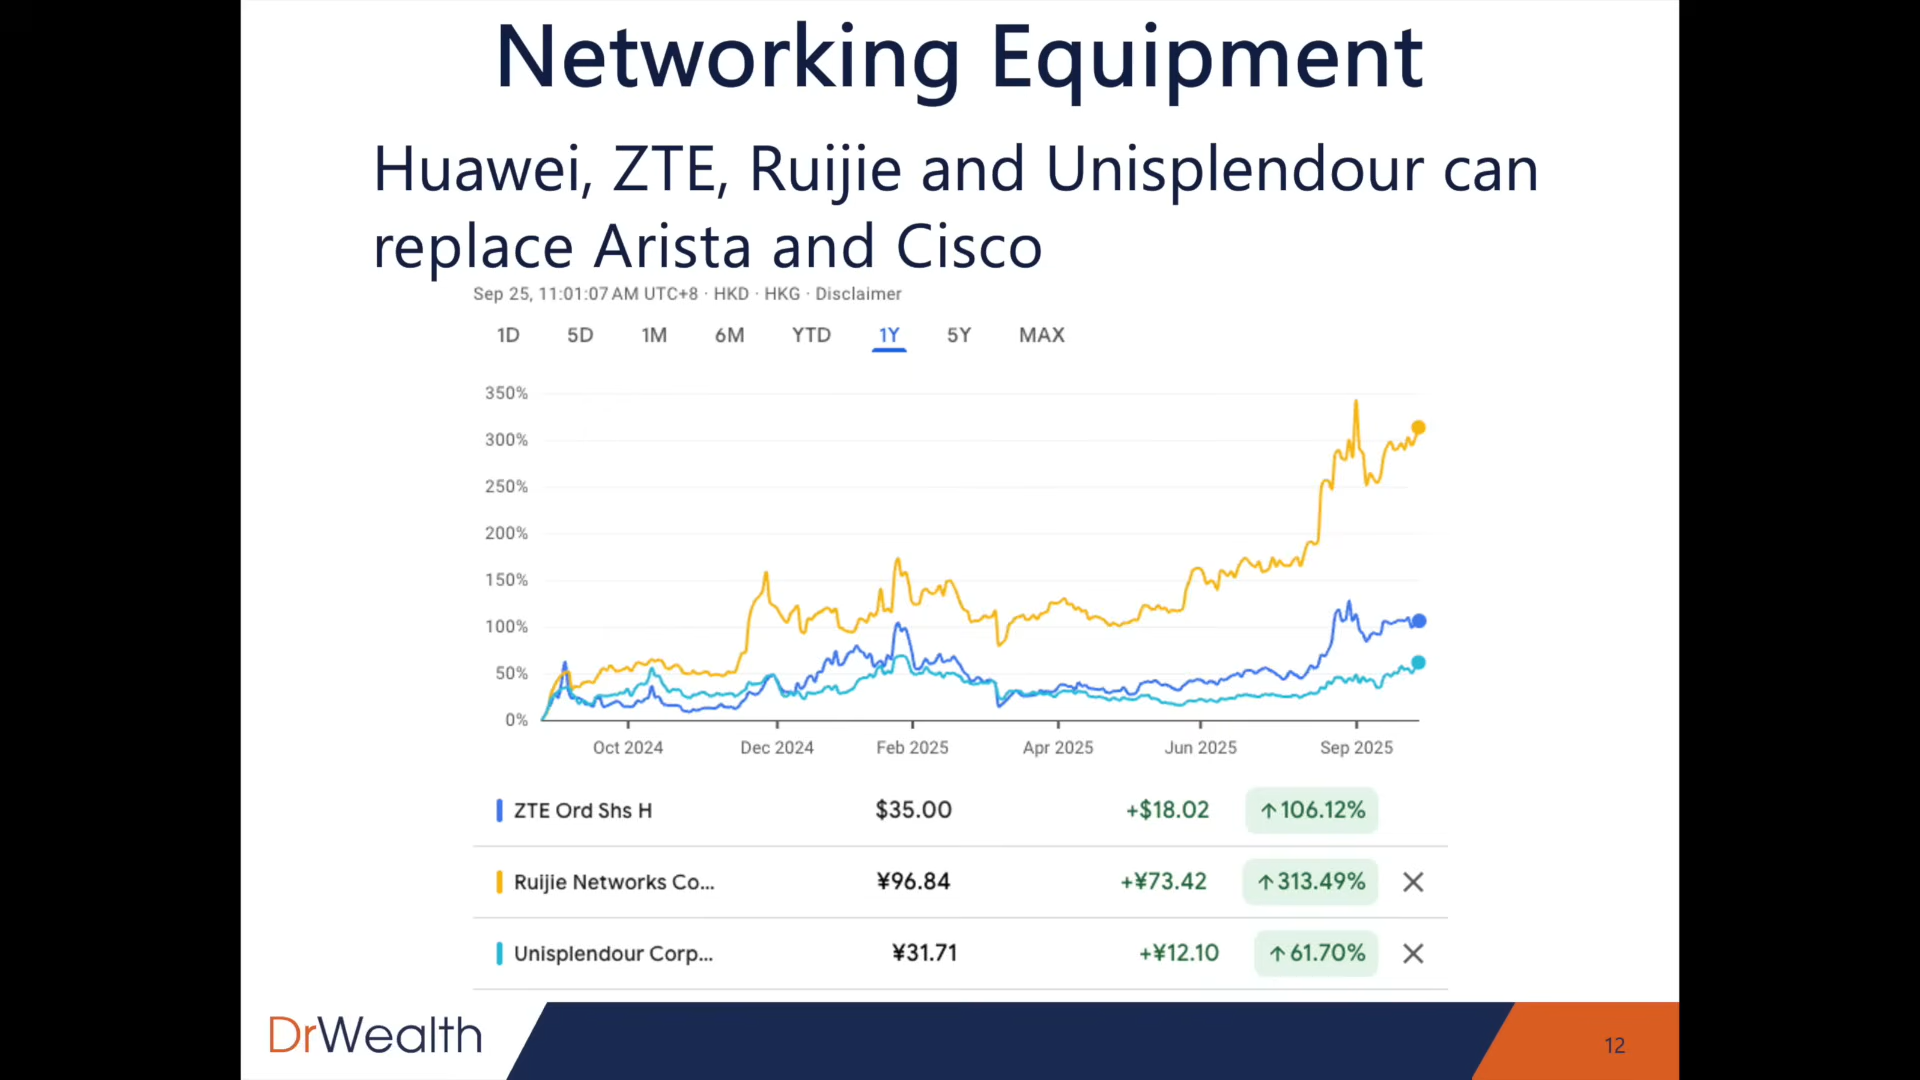 Networking Equipment
Huawei, ZTE, Ruijie and Unisplendour can
replace Arista and Cisco
Sep 25, 11:01:07 AM UTC+8 · HKD · HKG · Disclaimer
1D 5D 1M 6M YTD 1Y 5Y MAX
350%
300%
250%
200%
150%
100%
50%
0%
Oct 2024 Dec 2024 Feb 2025 Apr 2025 Jun 2025 Sep 2025
ZTE Ord Shs H $35.00 +$18.02 ↑106.12%
Ruijie Networks Co... ¥96.84 +¥73.42 ↑313.49%
Unisplendour Corp... ¥31.71 +¥12.10 ↑61.70%
DrWealth
12